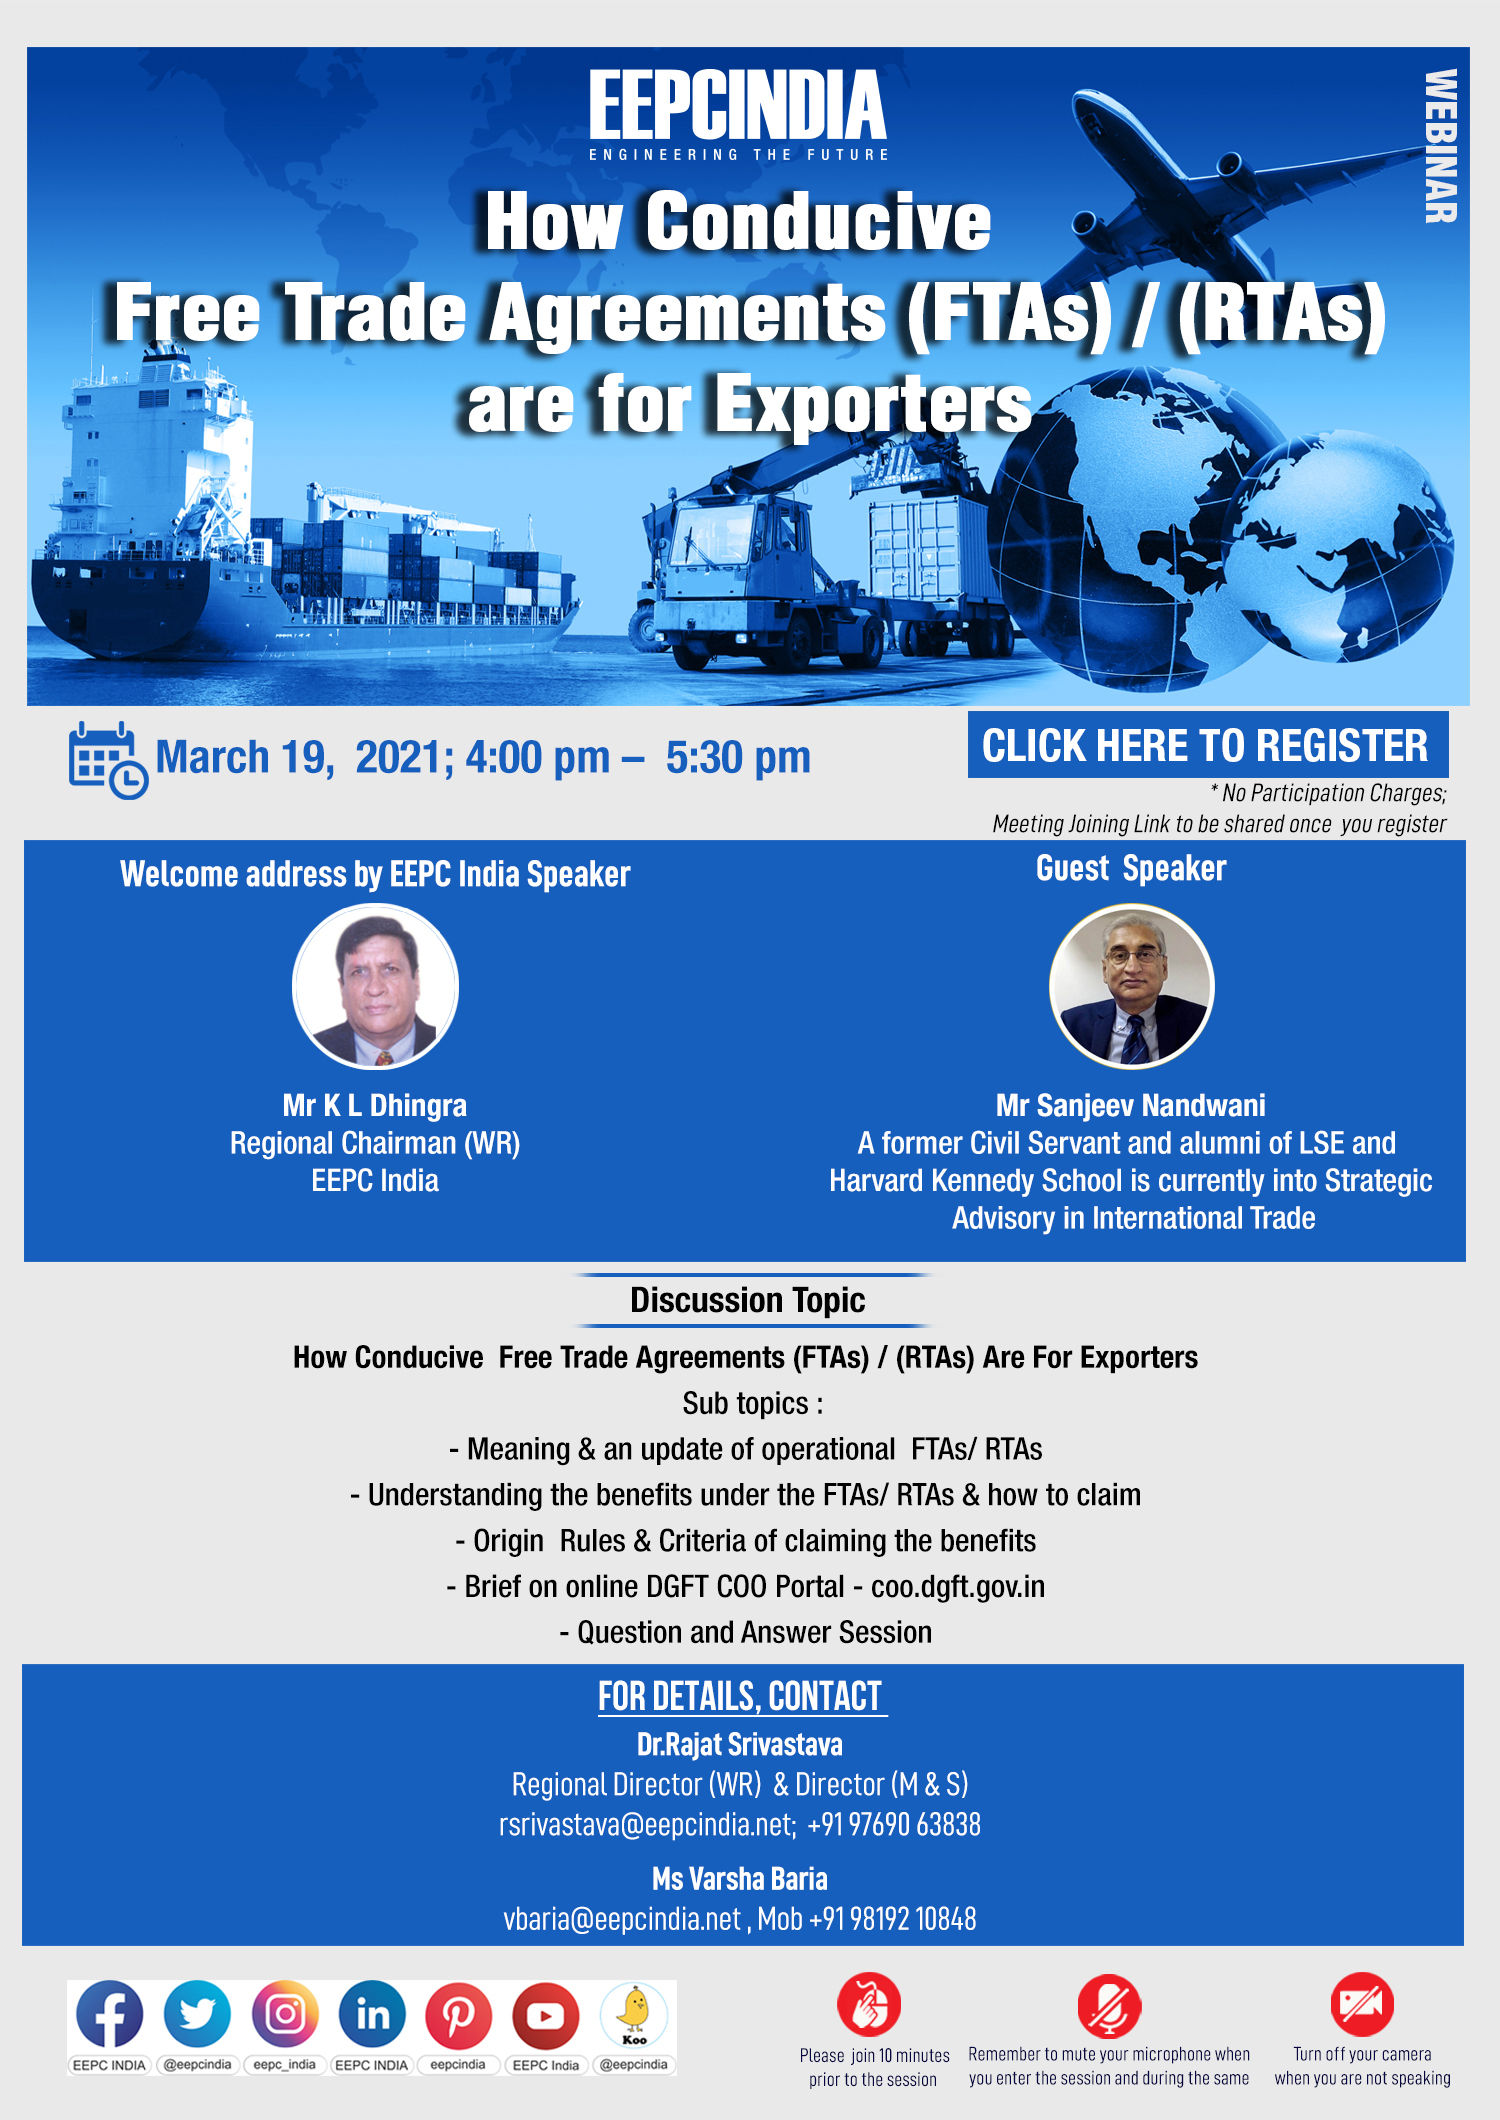 EEPCINDIA
ENGINEERING THE FUTURE
WEBINAR
How Conducive
Free Trade Agreements (FTAs) / (RTAs)
are for Exporters
March 19, 2021; 4:00 pm – 5:30 pm
CLICK HERE TO REGISTER
* No Participation Charges;
Meeting Joining Link to be shared once you register
Welcome address by EEPC India Speaker
Mr K L Dhingra
Regional Chairman (WR)
EEPC India
Guest Speaker
Mr Sanjeev Nandwani
A former Civil Servant and alumni of LSE and
Harvard Kennedy School is currently into Strategic
Advisory in International Trade
Discussion Topic
How Conducive Free Trade Agreements (FTAs) / (RTAs) Are For Exporters
Sub topics :
- Meaning & an update of operational FTAs/ RTAs
- Understanding the benefits under the FTAs/ RTAs & how to claim
- Origin Rules & Criteria of claiming the benefits
- Brief on online DGFT COO Portal - coo.dgft.gov.in
- Question and Answer Session
FOR DETAILS, CONTACT
Dr.Rajat Srivastava
Regional Director (WR) & Director (M & S)
rsrivastava@eepcindia.net; +91 97690 63838
Ms Varsha Baria
vbaria@eepcindia.net , Mob +91 98192 10848
Koo
EEPC INDIA @eepcindia eepc_india EEPC INDIA eepcindia EEPC India @eepcindia
Please join 10 minutes
prior to the session
Remember to mute your microphone when
you enter the session and during the same
Turn off your camera
when you are not speaking